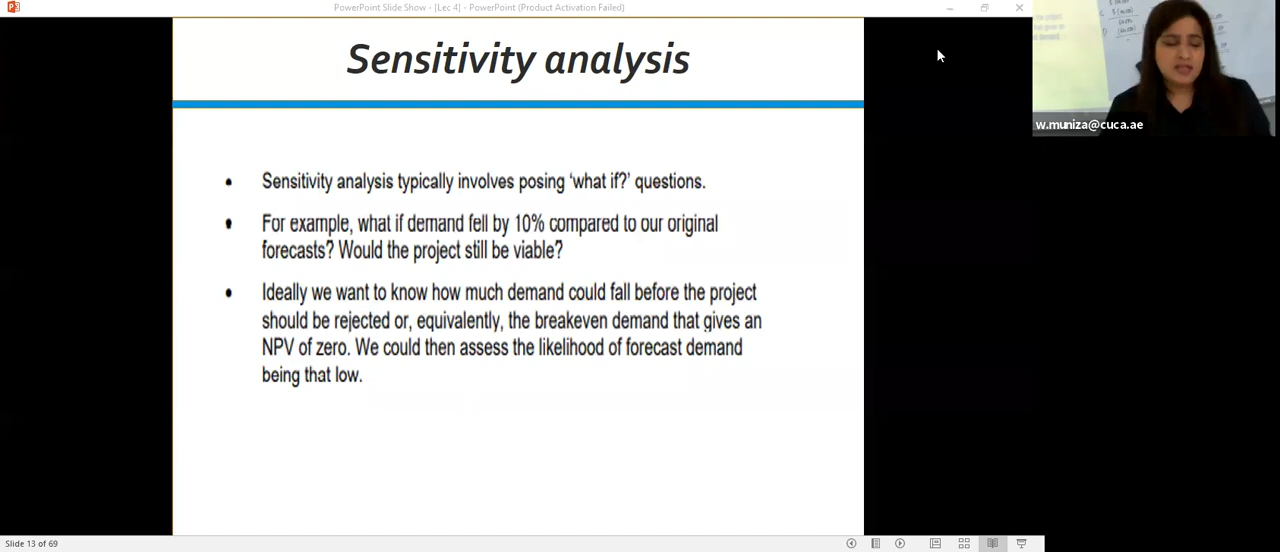 PowerPoint Slide Show - [Lec 4] - PowerPoint (Product Activation Failed)
Sensitivity analysis
w.muniza@cuca.ae
• Sensitivity analysis typically involves posing 'what if?' questions.
• For example, what if demand fell by 10% compared to our original
forecasts? Would the project still be viable?
• Ideally we want to know how much demand could fall before the project
should be rejected or, equivalently, the breakeven demand that gives an
NPV of zero. We could then assess the likelihood of forecast demand
being that low.
Slide 13 of 69